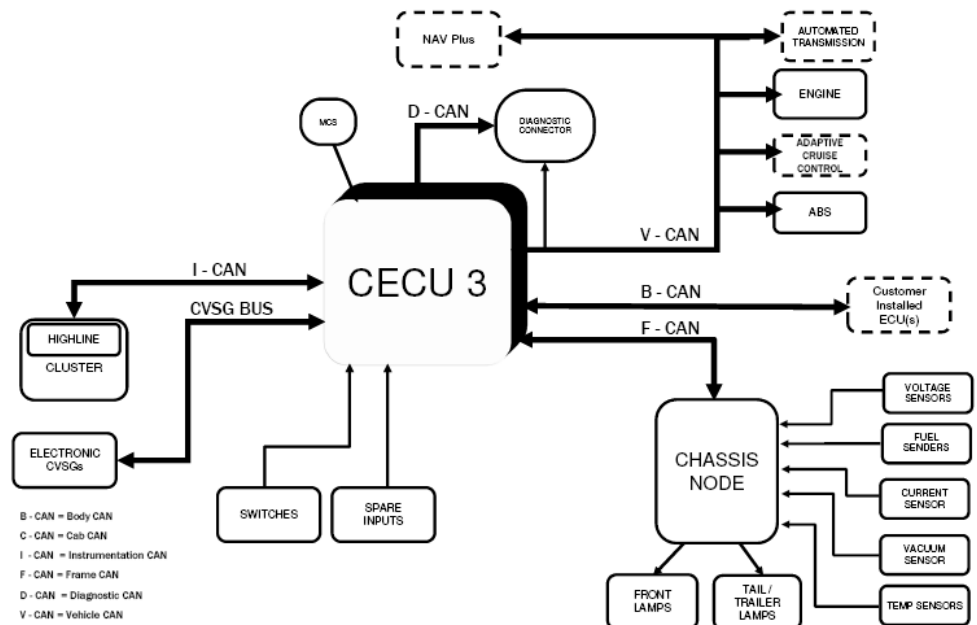 NAV Plus
AUTOMATED
TRANSMISSION
ENGINE
ADAPTIVE
CRUISE
CONTROL
ABS
MCS
D - CAN
DIAGNOSTIC
CONNECTOR
V - CAN
I - CAN
CVSG BUS
CECU 3
B - CAN
F - CAN
Customer
Installed
ECU(s)
HIGHLINE
CLUSTER
ELECTRONIC
CVSGs
SWITCHES
SPARE
INPUTS
CHASSIS
NODE
VOLTAGE
SENSORS
FUEL
SENDERS
CURRENT
SENSOR
VACUUM
SENSOR
TEMP SENSORS
FRONT
LAMPS
TAIL /
TRAILER
LAMPS
B - CAN = Body CAN
C - CAN = Cab CAN
I - CAN = Instrumentation CAN
F - CAN = Frame CAN
D - CAN = Diagnostic CAN
V - CAN = Vehicle CAN